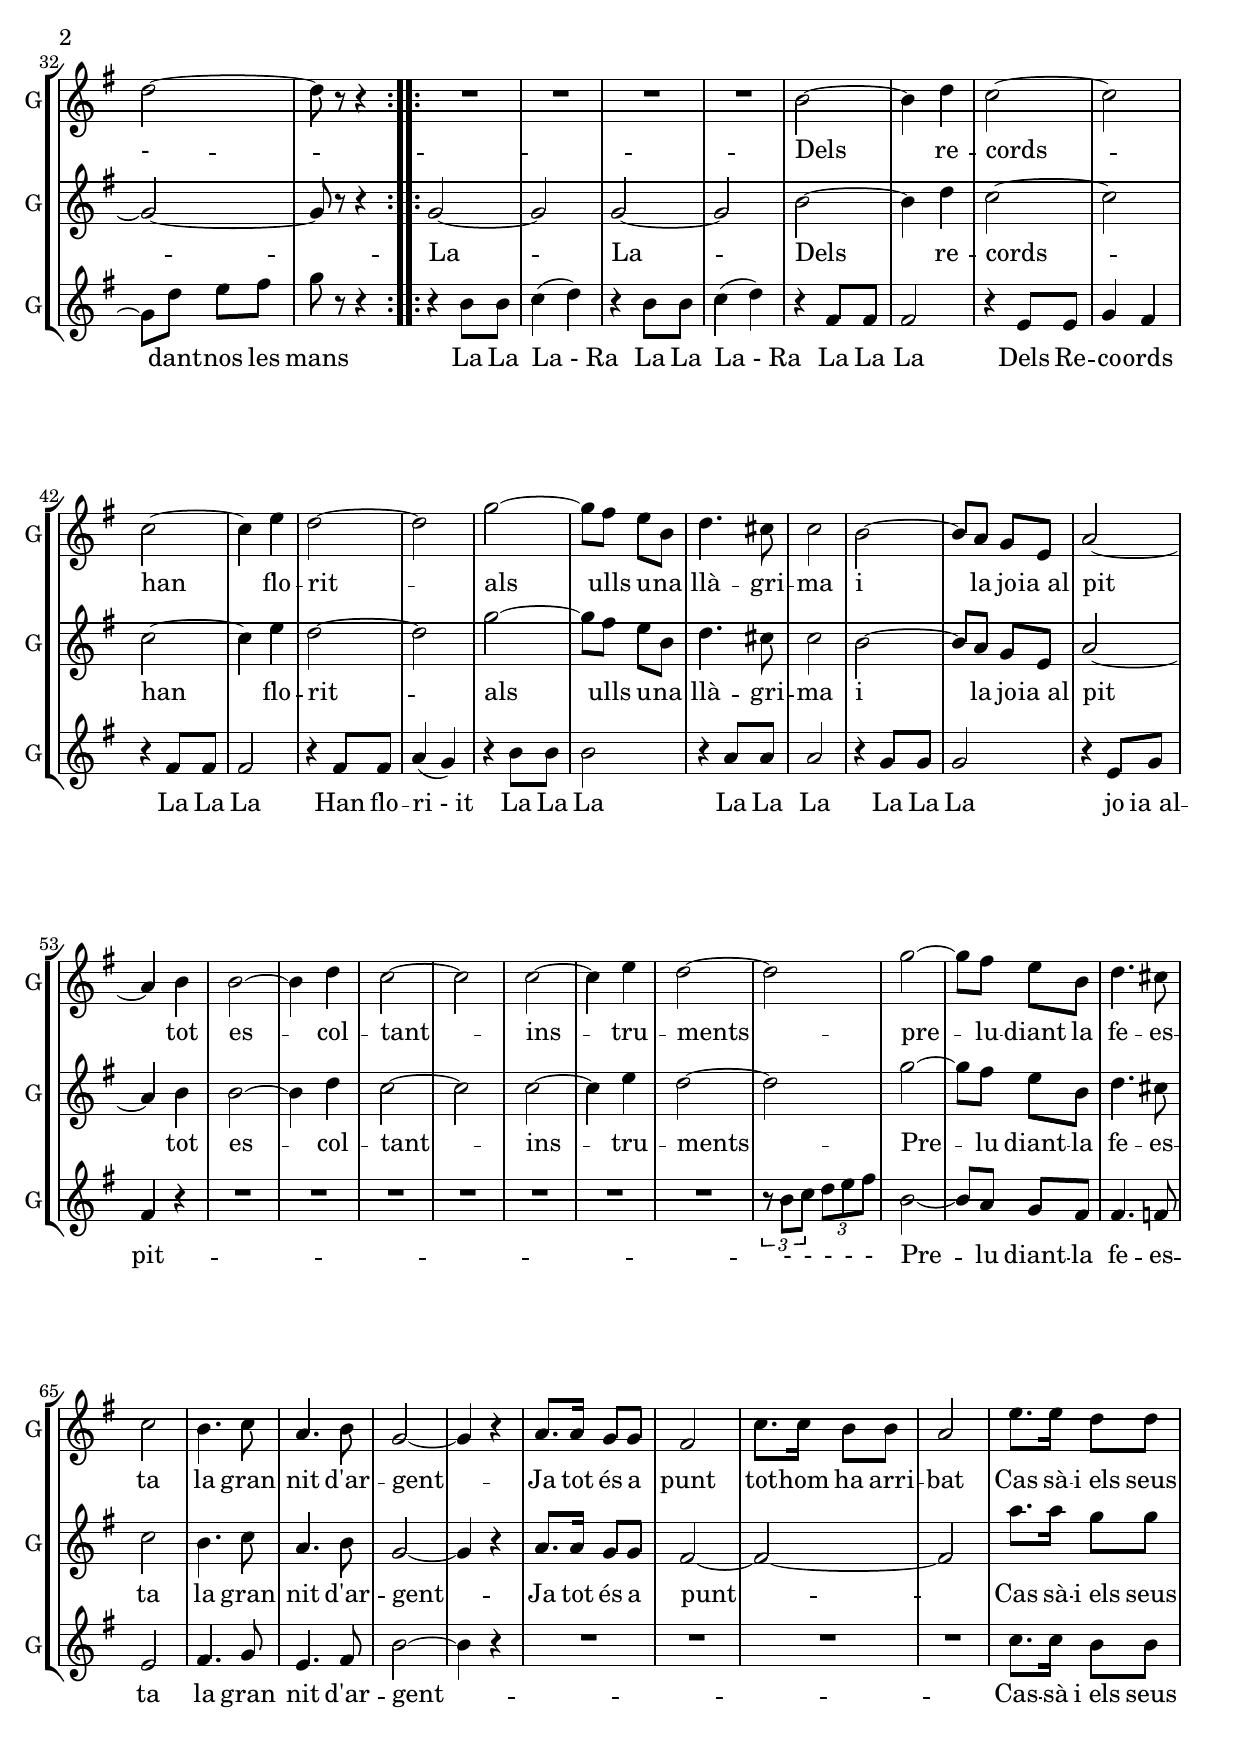 2
32
G
- -- -- -- -- -- -- Dels re -- cords --
G
-- -- La -- La -- Dels re -- cords --
G
dant -- nos les mans La La La - Ra La La La - Ra La La La Dels Re -- coords
42
G
han flo -- rit -- als ulls una llà -- gri -- ma i la joia al pit
G
han flo -- rit -- als ulls una llà -- gri -- ma i la joia al pit
G
La La La Han flo -- ri - it La La La La La La La La La jo ia al --
53
G
tot es -- col -- tant -- ins -- tru -- ments -- pre -- lu -- diant la fe -- es --
G
tot es -- col -- tant -- ins -- tru -- ments -- Pre -- lu diant -- la fe -- es --
3 3
G
pit -- -- -- -- -- -- -- -- - - - - - Pre -- lu diant -- la fe -- es --
65
G
ta la gran nit d'ar -- gent -- Ja tot és a punt tothom ha arri -- bat Cas sà -- i els seus
G
ta la gran nit d'ar -- gent -- Ja tot és a punt -- -- Cas sà -- i els seus
G
ta la gran nit d'ar -- gent -- -- -- -- -- Cas -- sà i els seus